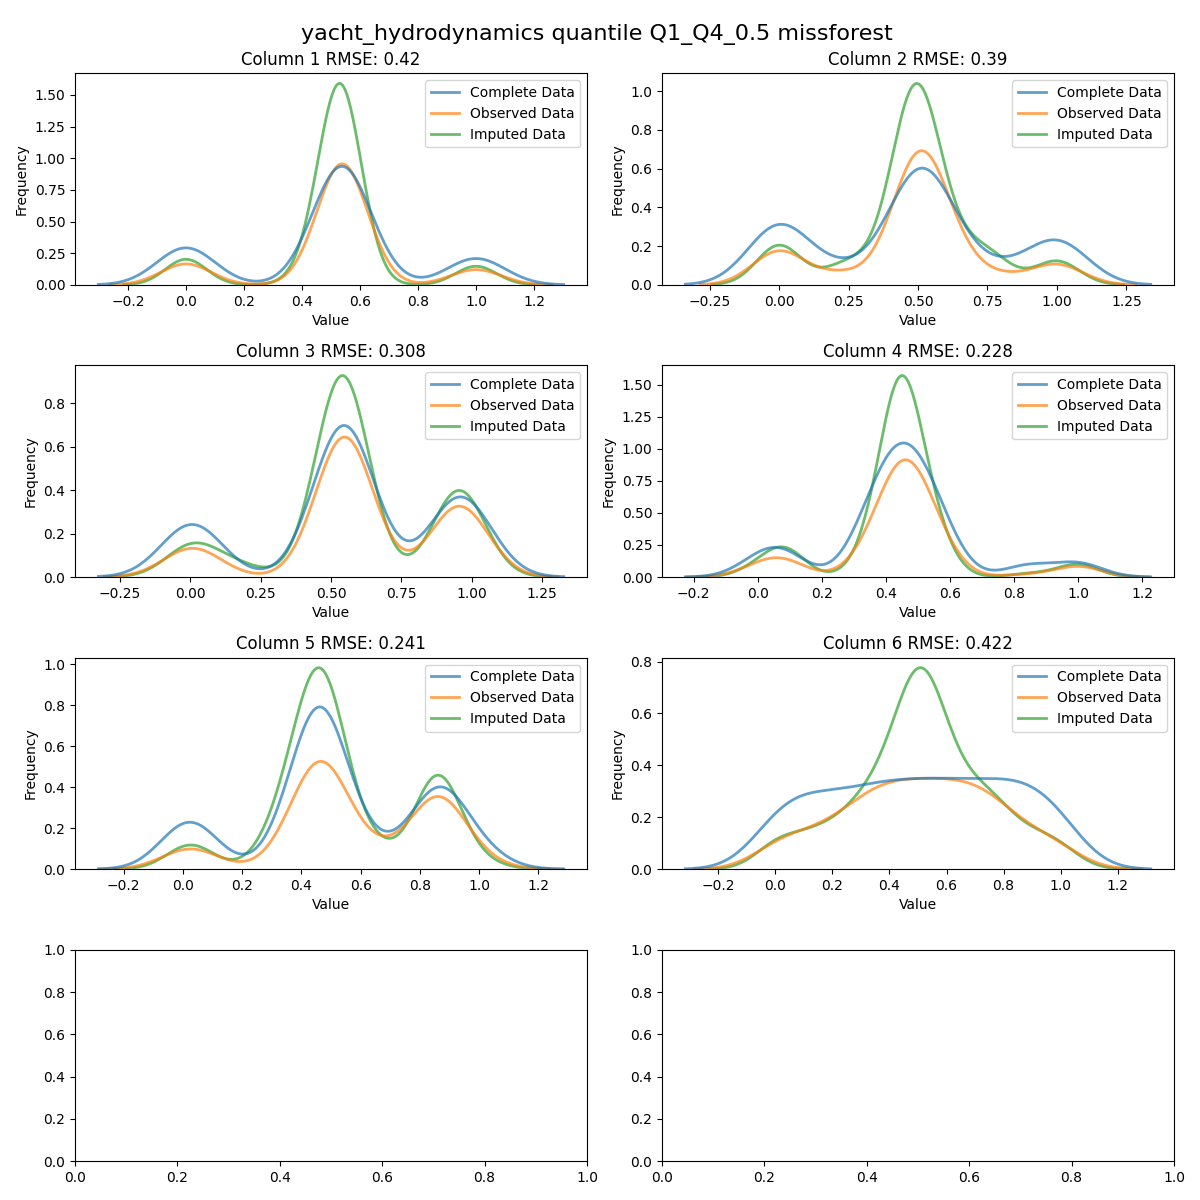 yacht_hydrodynamics quantile Q1_Q4_0.5 missforest
Column 1 RMSE: 0.42
Complete Data
Observed Data
Imputed Data
Frequency
1.50
1.25
1.00
0.75
0.50
0.25
0.00
−0.2 0.0 0.2 0.4 0.6 0.8 1.0 1.2
Value
Column 2 RMSE: 0.39
Complete Data
Observed Data
Imputed Data
Frequency
1.0
0.8
0.6
0.4
0.2
0.0
−0.25 0.00 0.25 0.50 0.75 1.00 1.25
Value
Column 3 RMSE: 0.308
Complete Data
Observed Data
Imputed Data
Frequency
0.8
0.6
0.4
0.2
0.0
−0.25 0.00 0.25 0.50 0.75 1.00 1.25
Value
Column 4 RMSE: 0.228
Complete Data
Observed Data
Imputed Data
Frequency
1.50
1.25
1.00
0.75
0.50
0.25
0.00
−0.2 0.0 0.2 0.4 0.6 0.8 1.0 1.2
Value
Column 5 RMSE: 0.241
Complete Data
Observed Data
Imputed Data
Frequency
1.0
0.8
0.6
0.4
0.2
0.0
−0.2 0.0 0.2 0.4 0.6 0.8 1.0 1.2
Value
Column 6 RMSE: 0.422
Complete Data
Observed Data
Imputed Data
Frequency
0.8
0.6
0.4
0.2
0.0
−0.2 0.0 0.2 0.4 0.6 0.8 1.0 1.2
Value
1.0
0.8
0.6
0.4
0.2
0.0
0.0 0.2 0.4 0.6 0.8 1.0
1.0
0.8
0.6
0.4
0.2
0.0
0.0 0.2 0.4 0.6 0.8 1.0